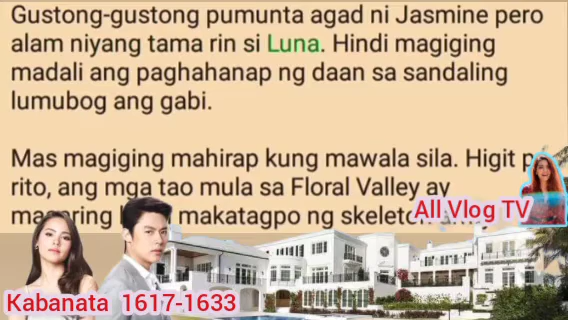 Gustong-gustong pumunta agad ni Jasmine pero
alam niyang tama rin si Luna. Hindi magiging
madali ang paghahanap ng daan sa sandaling
lumubog ang gabi.
Mas magiging mahirap kung mawala sila. Higit
rito, ang mga tao mula sa Floral Valley ay
makatagpo ng
All Vlog TV
Kabanata 1617-1633